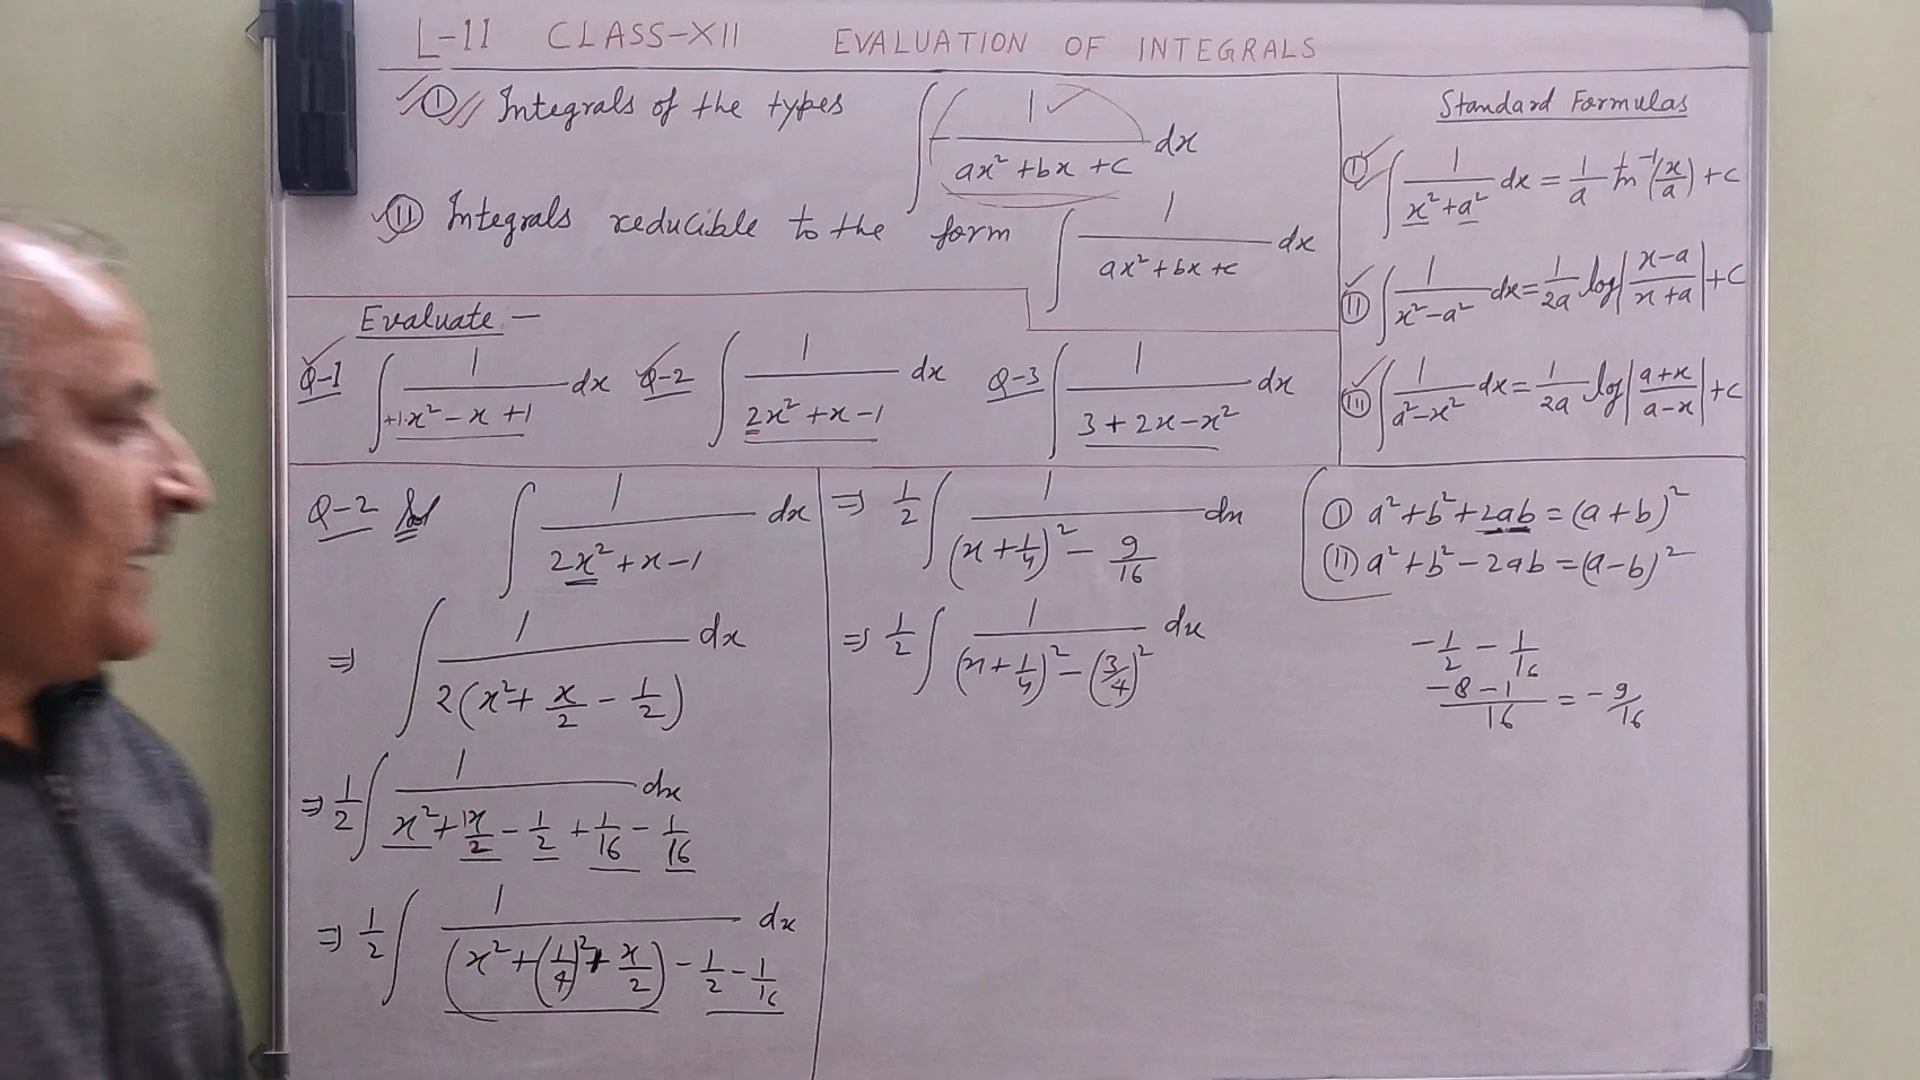 L-11 CLASS-XII EVALUATION OF INTEGRALS
(I) Integrals of the types ∫ 1/(ax²+bx+c) dx
(II) Integrals reducible to the form ∫ 1/(ax²+bx+c) dx
Standard Formulas
(I) ∫ 1/(x²+a²) dx = 1/a tan⁻¹(x/a) + c
(II) ∫ 1/(x²-a²) dx = 1/2a log|(x-a)/(x+a)| + c
(III) ∫ 1/(a²-x²) dx = 1/2a log|(a+x)/(a-x)| + c
Evaluate -
Q-1 ∫ 1/(+1·x²-x+1) dx Q-2 ∫ 1/(2x²+x-1) dx Q-3 ∫ 1/(3+2x-x²) dx
Q-2 Sol ∫ 1/(2x²+x-1) dx
⇒ ∫ 1/(2(x²+x/2-1/2)) dx
⇒ 1/2 ∫ 1/(x²+1x/2-1/2+1/16-1/16) dx
⇒ 1/2 ∫ 1/((x²+(1/4)²+x/2)-1/2-1/16) dx
⇒ 1/2 ∫ 1/((x+1/4)²-9/16) dx
⇒ 1/2 ∫ 1/((x+1/4)²-(3/4)²) dx
(I) a²+b²+2ab=(a+b)²
(II) a²+b²-2ab=(a-b)²
-1/2 - 1/16
(-8-1)/16 = -9/16